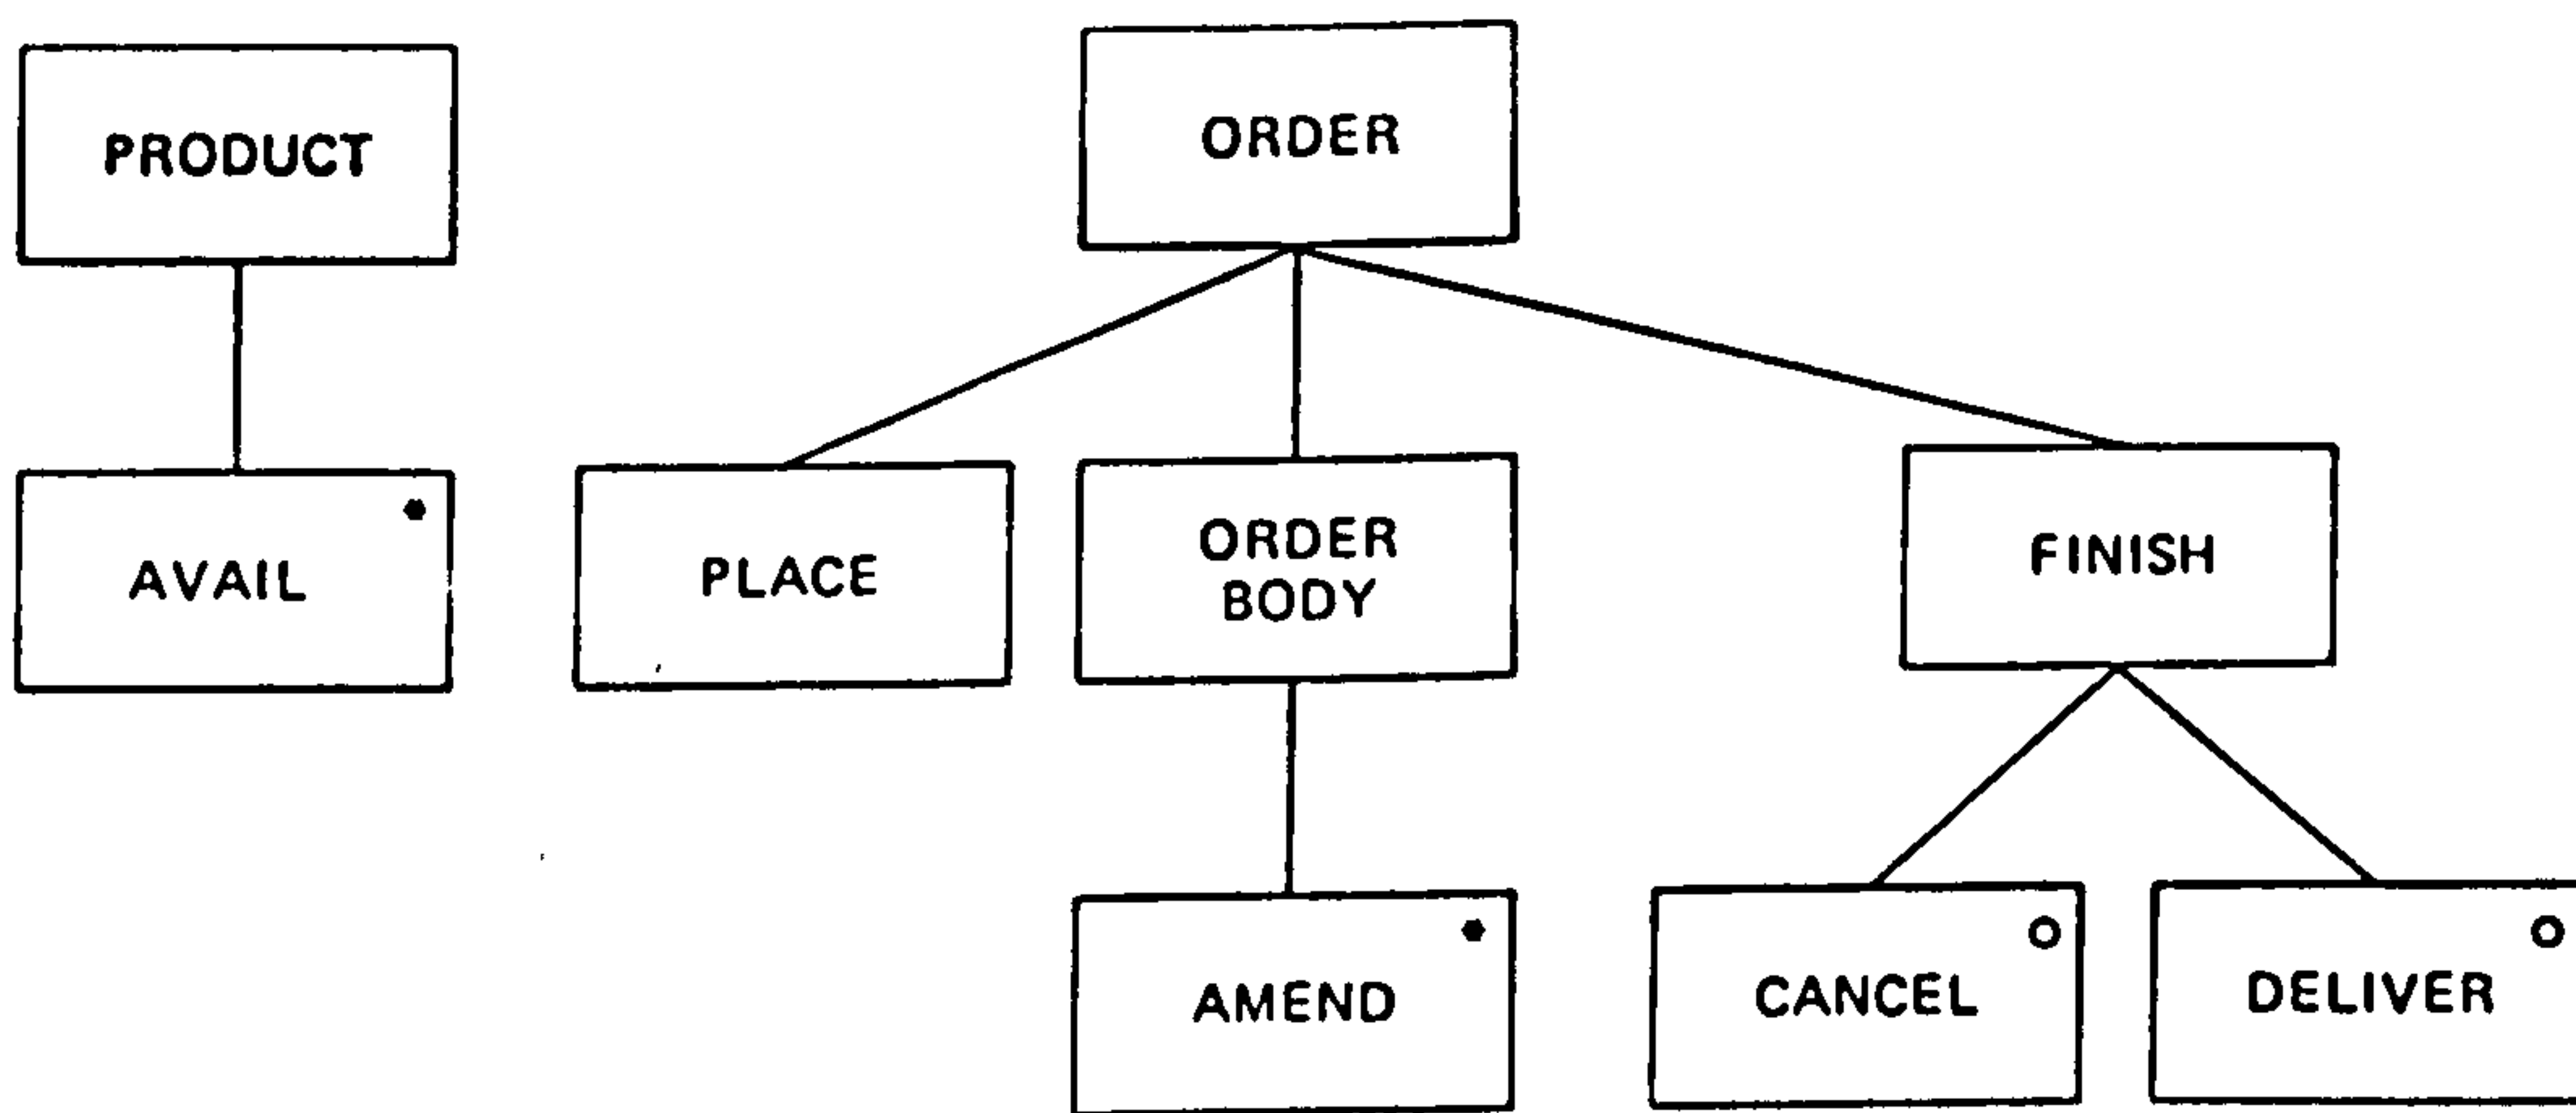 PRODUCT
ORDER
AVAIL
PLACE
ORDER
BODY
FINISH
AMEND
CANCEL
DELIVER